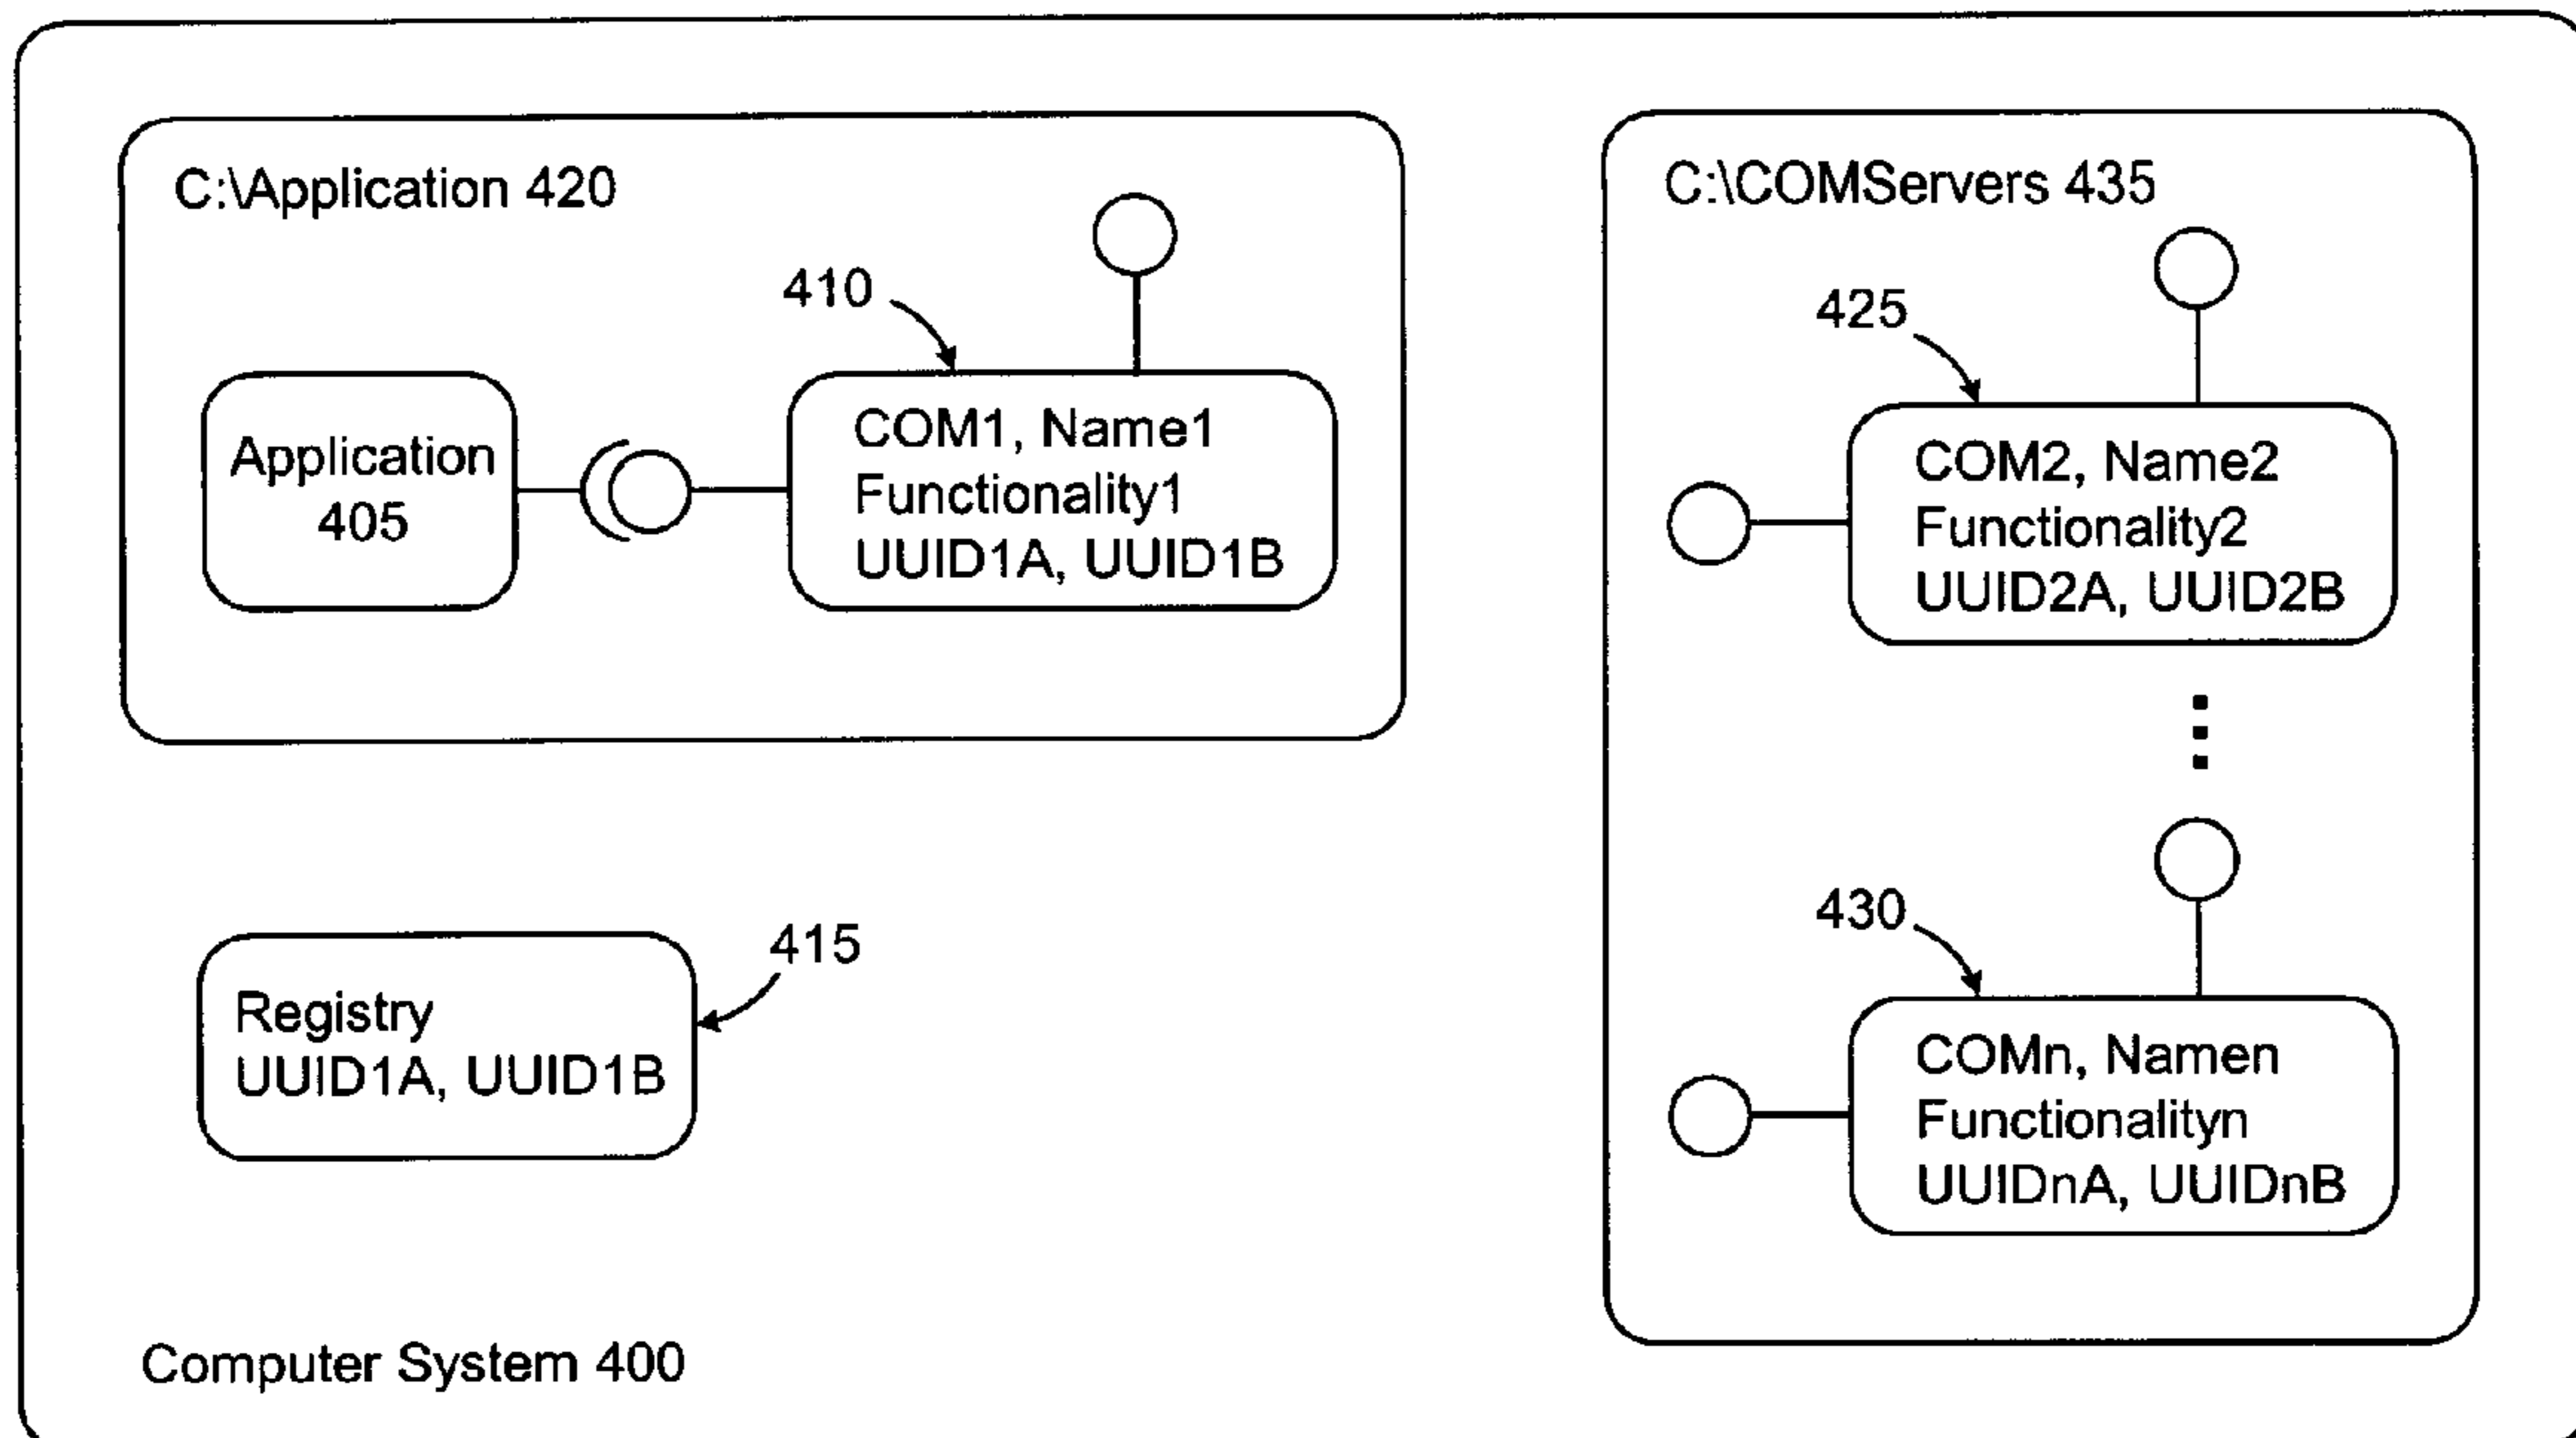 C:\Application 420
410
Application
405
COM1, Name1
Functionality1
UUID1A, UUID1B
C:\COMServers 435
425
COM2, Name2
Functionality2
UUID2A, UUID2B
430
COMn, Namen
Functionalityn
UUIDnA, UUIDnB
415
Registry
UUID1A, UUID1B
Computer System 400